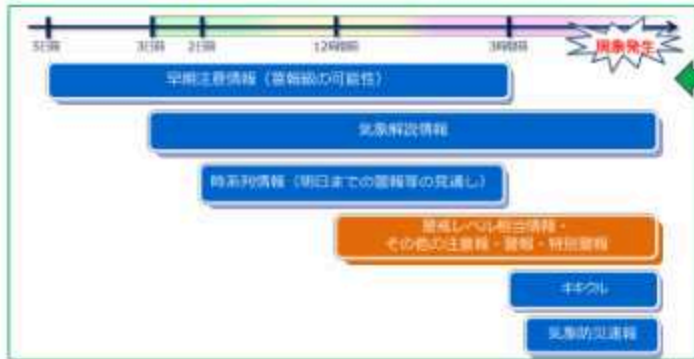 5日前 3日前 2日前 12時間前 3時間前 現象発生
早期注意情報（警報級の可能性）
気象解説情報
時系列情報（明日までの警報等の見通し）
警戒レベル相当情報・
その他の注意報・警報・特別警報
キキクル
気象防災速報